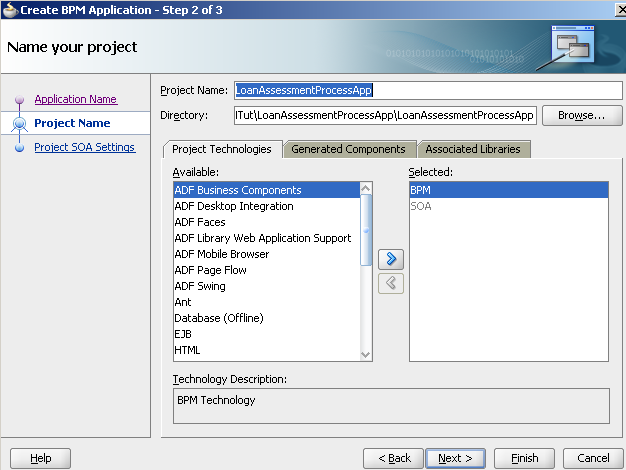 Create BPM Application - Step 2 of 3
Name your project
01010101010101010101010
Application Name
Project Name
Project SOA Settings
Project Name: LoanAssessmentProcessApp
Directory: lTut\LoanAssessmentProcessApp\LoanAssessmentProcessApp Browse...
Project Technologies Generated Components Associated Libraries
Available:
ADF Business Components
ADF Desktop Integration
ADF Faces
ADF Library Web Application Support
ADF Mobile Browser
ADF Page Flow
ADF Swing
Ant
Database (Offline)
EJB
HTML
Selected:
BPM
SOA
Technology Description:
BPM Technology
Help < Back Next > Finish Cancel